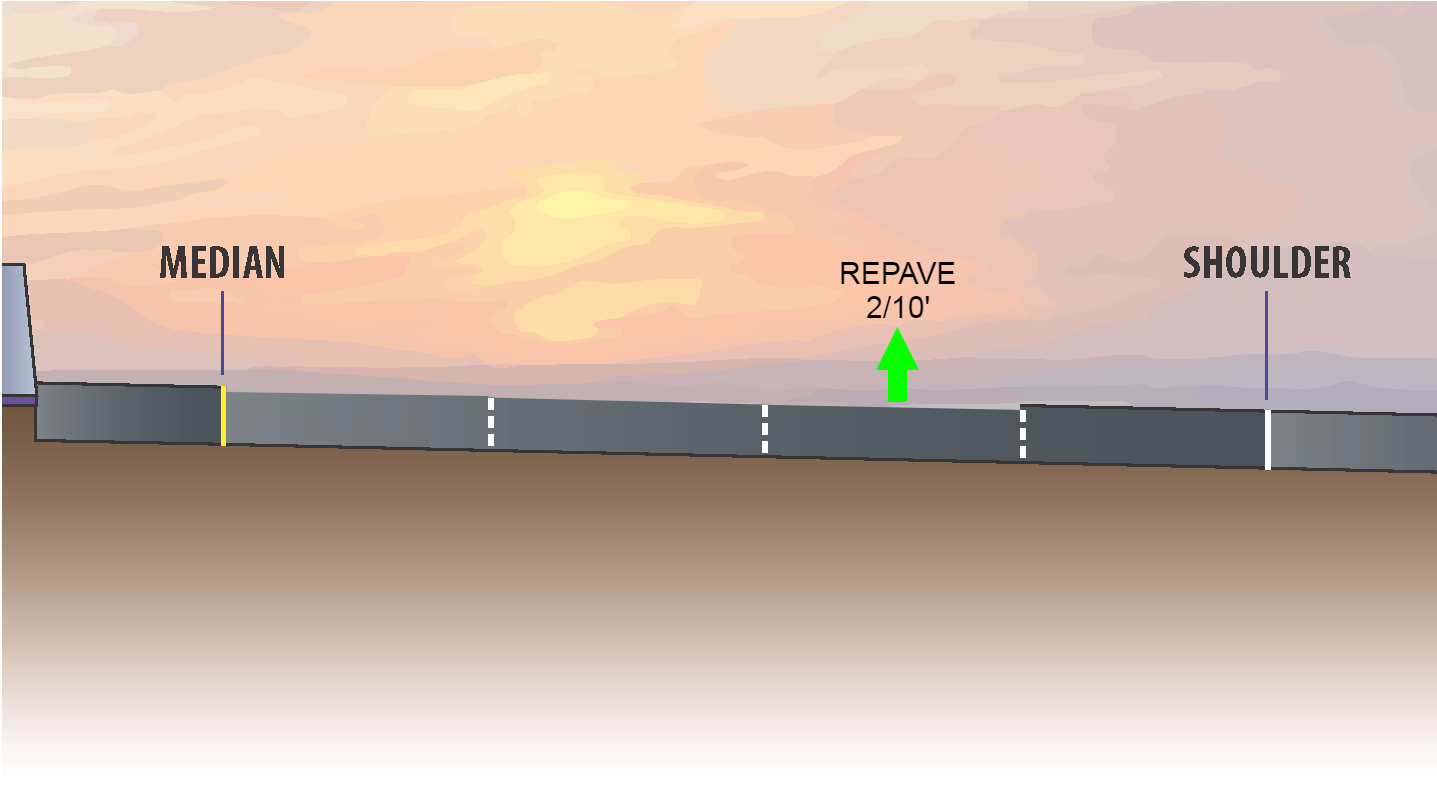 MEDIAN
REPAVE
2/10'
SHOULDER